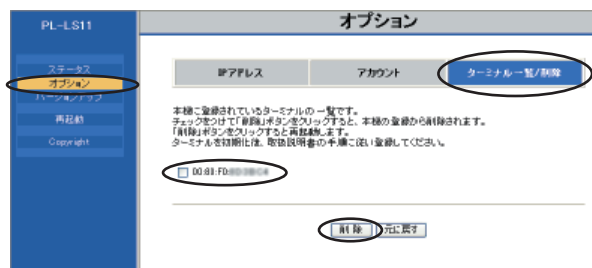 PL-LS11
ステータス
オプション
バージョンアップ
再起動
Copyright
オプション
IPアドレス
アカウント
ターミナル一覧/削除
本機に登録されているターミナルの一覧です。
チェックをつけて「削除」ボタンをクリックすると、本機の登録から削除されます。
「削除」ボタンをクリックすると再起動します。
ターミナルを初期化後、取扱説明書の手順に従い登録してください。
00:80:FD:
削除
元に戻す